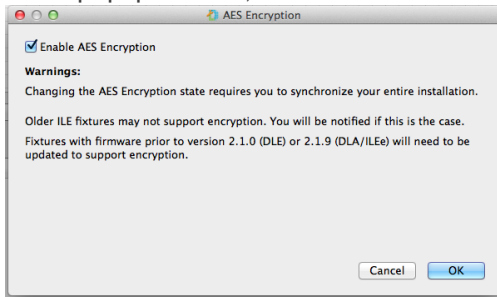 AES Encryption
Enable AES Encryption
Warnings:
Changing the AES Encryption state requires you to synchronize your entire installation.
Older ILE fixtures may not support encryption. You will be notified if this is the case.
Fixtures with firmware prior to version 2.1.0 (DLE) or 2.1.9 (DLA/ILEe) will need to be
updated to support encryption.
Cancel OK